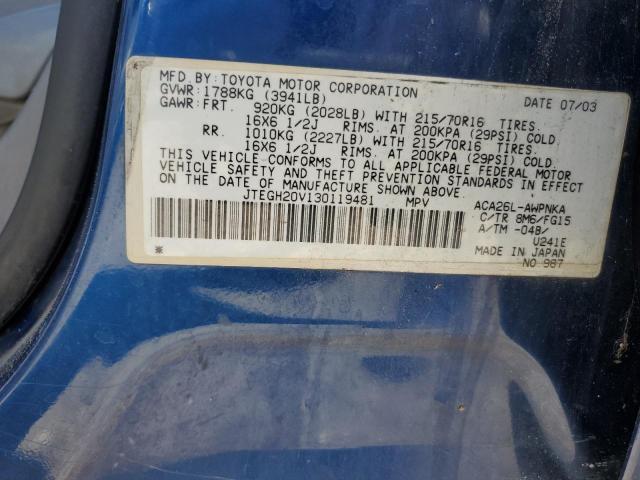 MFD. BY: TOYOTA MOTOR CORPORATION DATE 07/03
GVWR: 1788KG (3941LB)
GAWR: FRT. 920KG (2028LB) WITH 215/70R16 TIRES.
16X6 1/2J RIMS. AT 200KPA (29PSI) COLD.
RR. 1010KG (2227LB) WITH 215/70R16 TIRES.
16X6 1/2J RIMS. AT 200KPA (29PSI) COLD.
THIS VEHICLE CONFORMS TO ALL APPLICABLE FEDERAL MOTOR
VEHICLE SAFETY AND THEFT PREVENTION STANDARDS IN EFFECT
ON THE DATE OF MANUFACTURE SHOWN ABOVE.
JTEGH20V130119481 MPV ACA26L-AWPNKA
C/TR 8M6/FG15
A/TM -04B/
U241E
MADE IN JAPAN
NO 987